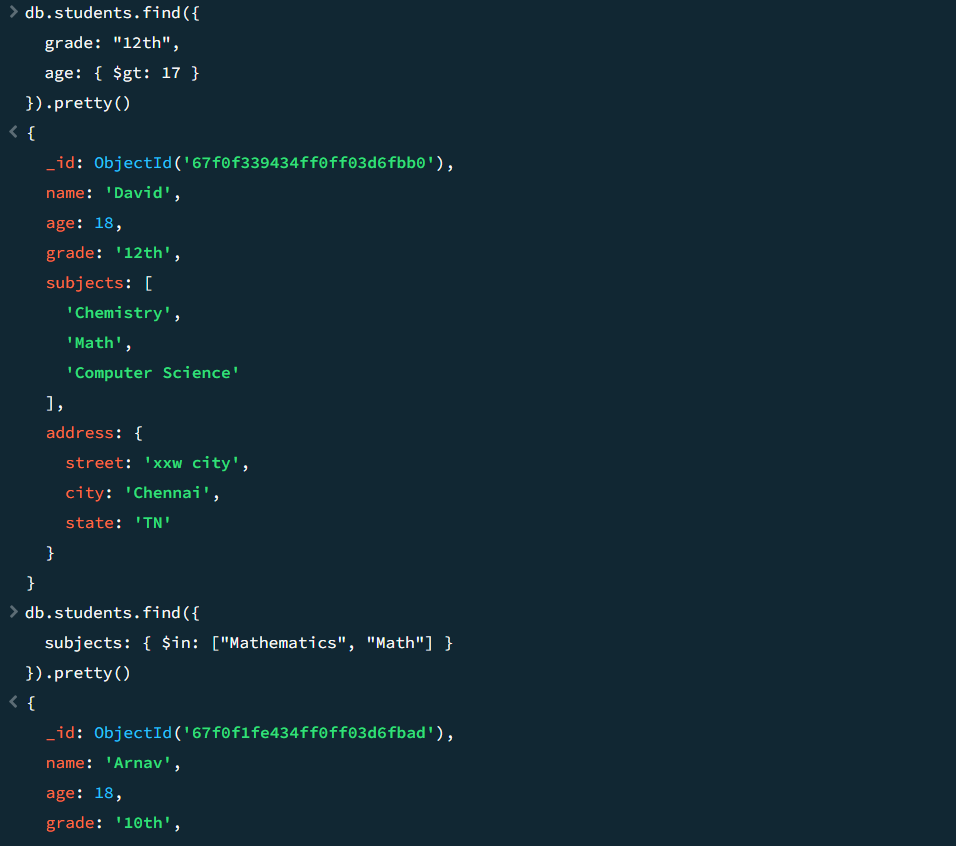 > db.students.find({
grade: "12th",
age: { $gt: 17 }
}).pretty()
< {
_id: ObjectId('67f0f339434ff0ff03d6fbb0'),
name: 'David',
age: 18,
grade: '12th',
subjects: [
'Chemistry',
'Math',
'Computer Science'
],
address: {
street: 'xxw city',
city: 'Chennai',
state: 'TN'
}
}
> db.students.find({
subjects: { $in: ["Mathematics", "Math"] }
}).pretty()
< {
_id: ObjectId('67f0f1fe434ff0ff03d6fbad'),
name: 'Arnav',
age: 18,
grade: '10th',